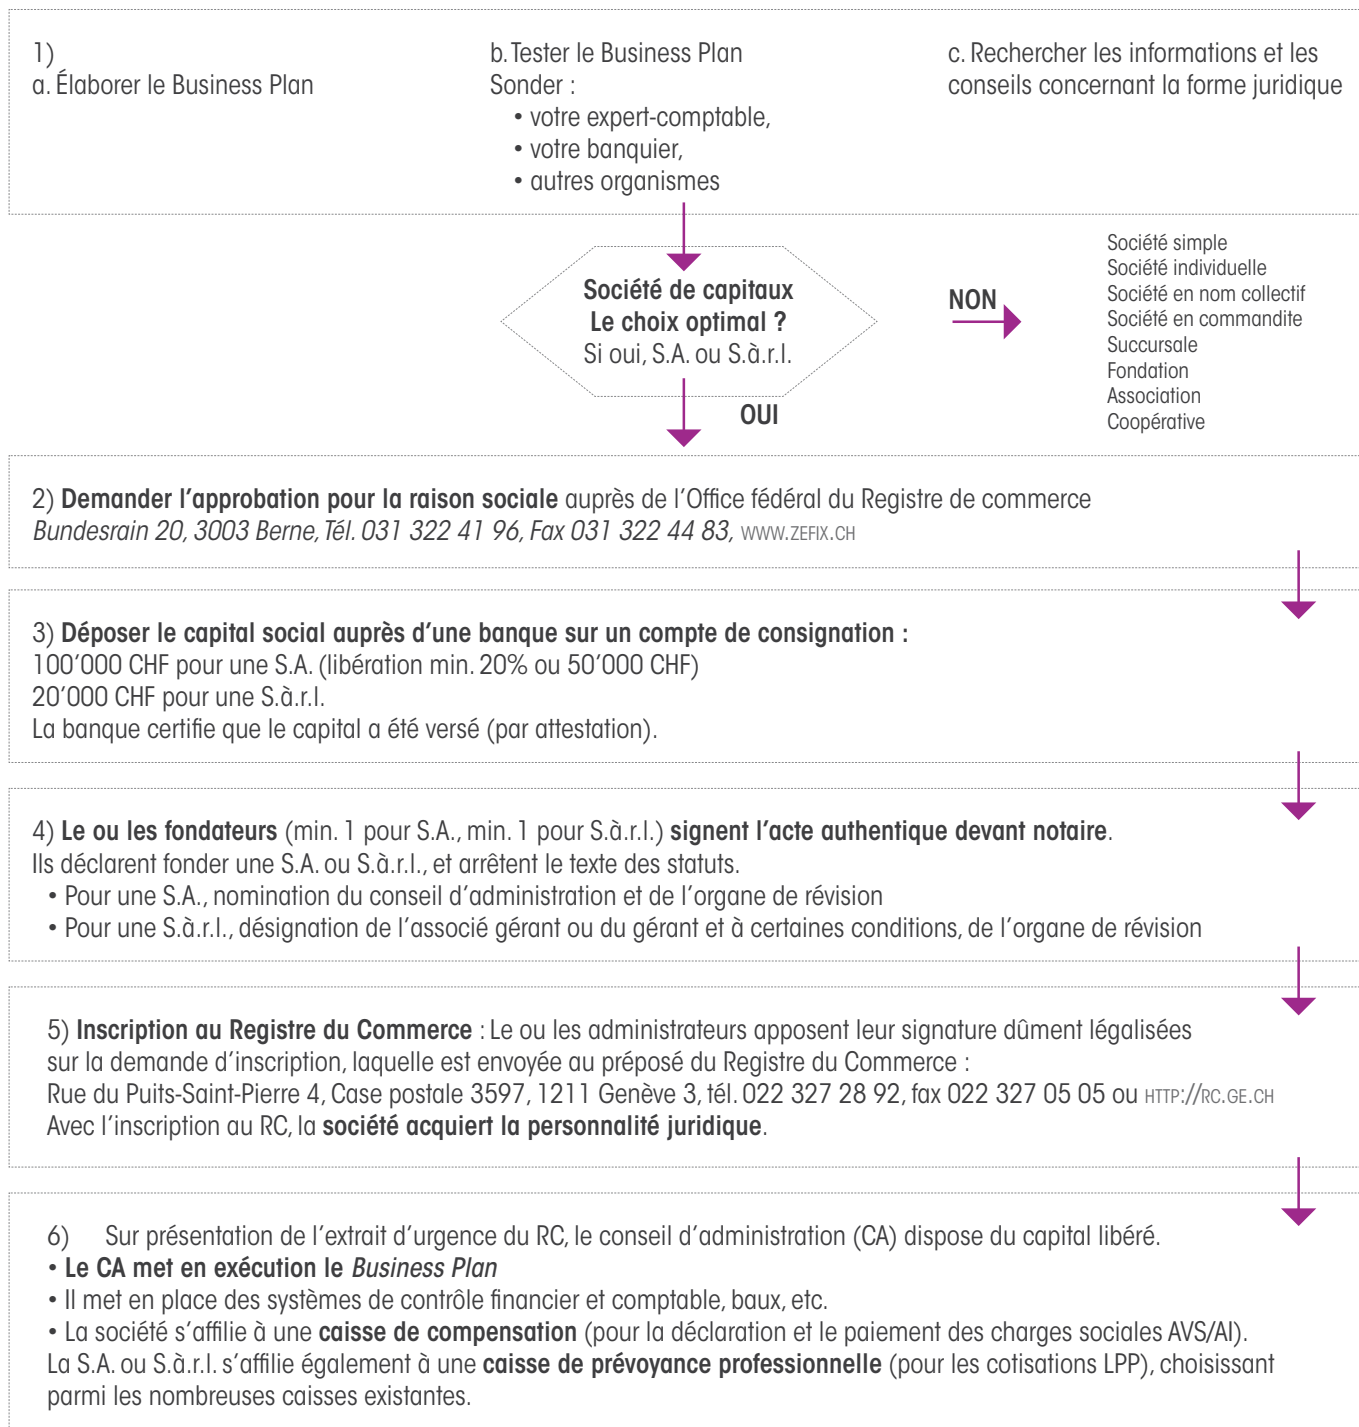 1)
a. Élaborer le Business Plan
b. Tester le Business Plan
Sonder :
• votre expert-comptable,
• votre banquier,
• autres organismes
c. Rechercher les informations et les
conseils concernant la forme juridique
Société de capitaux
Le choix optimal ?
Si oui, S.A. ou S.à.r.l.
NON
Société simple
Société individuelle
Société en nom collectif
Société en commandite
Succursale
Fondation
Association
Coopérative
OUI
2) Demander l'approbation pour la raison sociale auprès de l'Office fédéral du Registre de commerce
Bundesrain 20, 3003 Berne, Tél. 031 322 41 96, Fax 031 322 44 83, WWW.ZEFIX.CH
3) Déposer le capital social auprès d'une banque sur un compte de consignation :
100'000 CHF pour une S.A. (libération min. 20% ou 50'000 CHF)
20'000 CHF pour une S.à.r.l.
La banque certifie que le capital a été versé (par attestation).
4) Le ou les fondateurs (min. 1 pour S.A., min. 1 pour S.à.r.l.) signent l'acte authentique devant notaire.
Ils déclarent fonder une S.A. ou S.à.r.l., et arrêtent le texte des statuts.
• Pour une S.A., nomination du conseil d'administration et de l'organe de révision
• Pour une S.à.r.l., désignation de l'associé gérant ou du gérant et à certaines conditions, de l'organe de révision
5) Inscription au Registre du Commerce : Le ou les administrateurs apposent leur signature dûment légalisées
sur la demande d'inscription, laquelle est envoyée au préposé du Registre du Commerce :
Rue du Puits-Saint-Pierre 4, Case postale 3597, 1211 Genève 3, tél. 022 327 28 92, fax 022 327 05 05 ou HTTP://RC.GE.CH
Avec l'inscription au RC, la société acquiert la personnalité juridique.
6) Sur présentation de l'extrait d'urgence du RC, le conseil d'administration (CA) dispose du capital libéré.
• Le CA met en exécution le Business Plan
• Il met en place des systèmes de contrôle financier et comptable, baux, etc.
• La société s'affilie à une caisse de compensation (pour la déclaration et le paiement des charges sociales AVS/AI).
La S.A. ou S.à.r.l. s'affilie également à une caisse de prévoyance professionnelle (pour les cotisations LPP), choisissant
parmi les nombreuses caisses existantes.